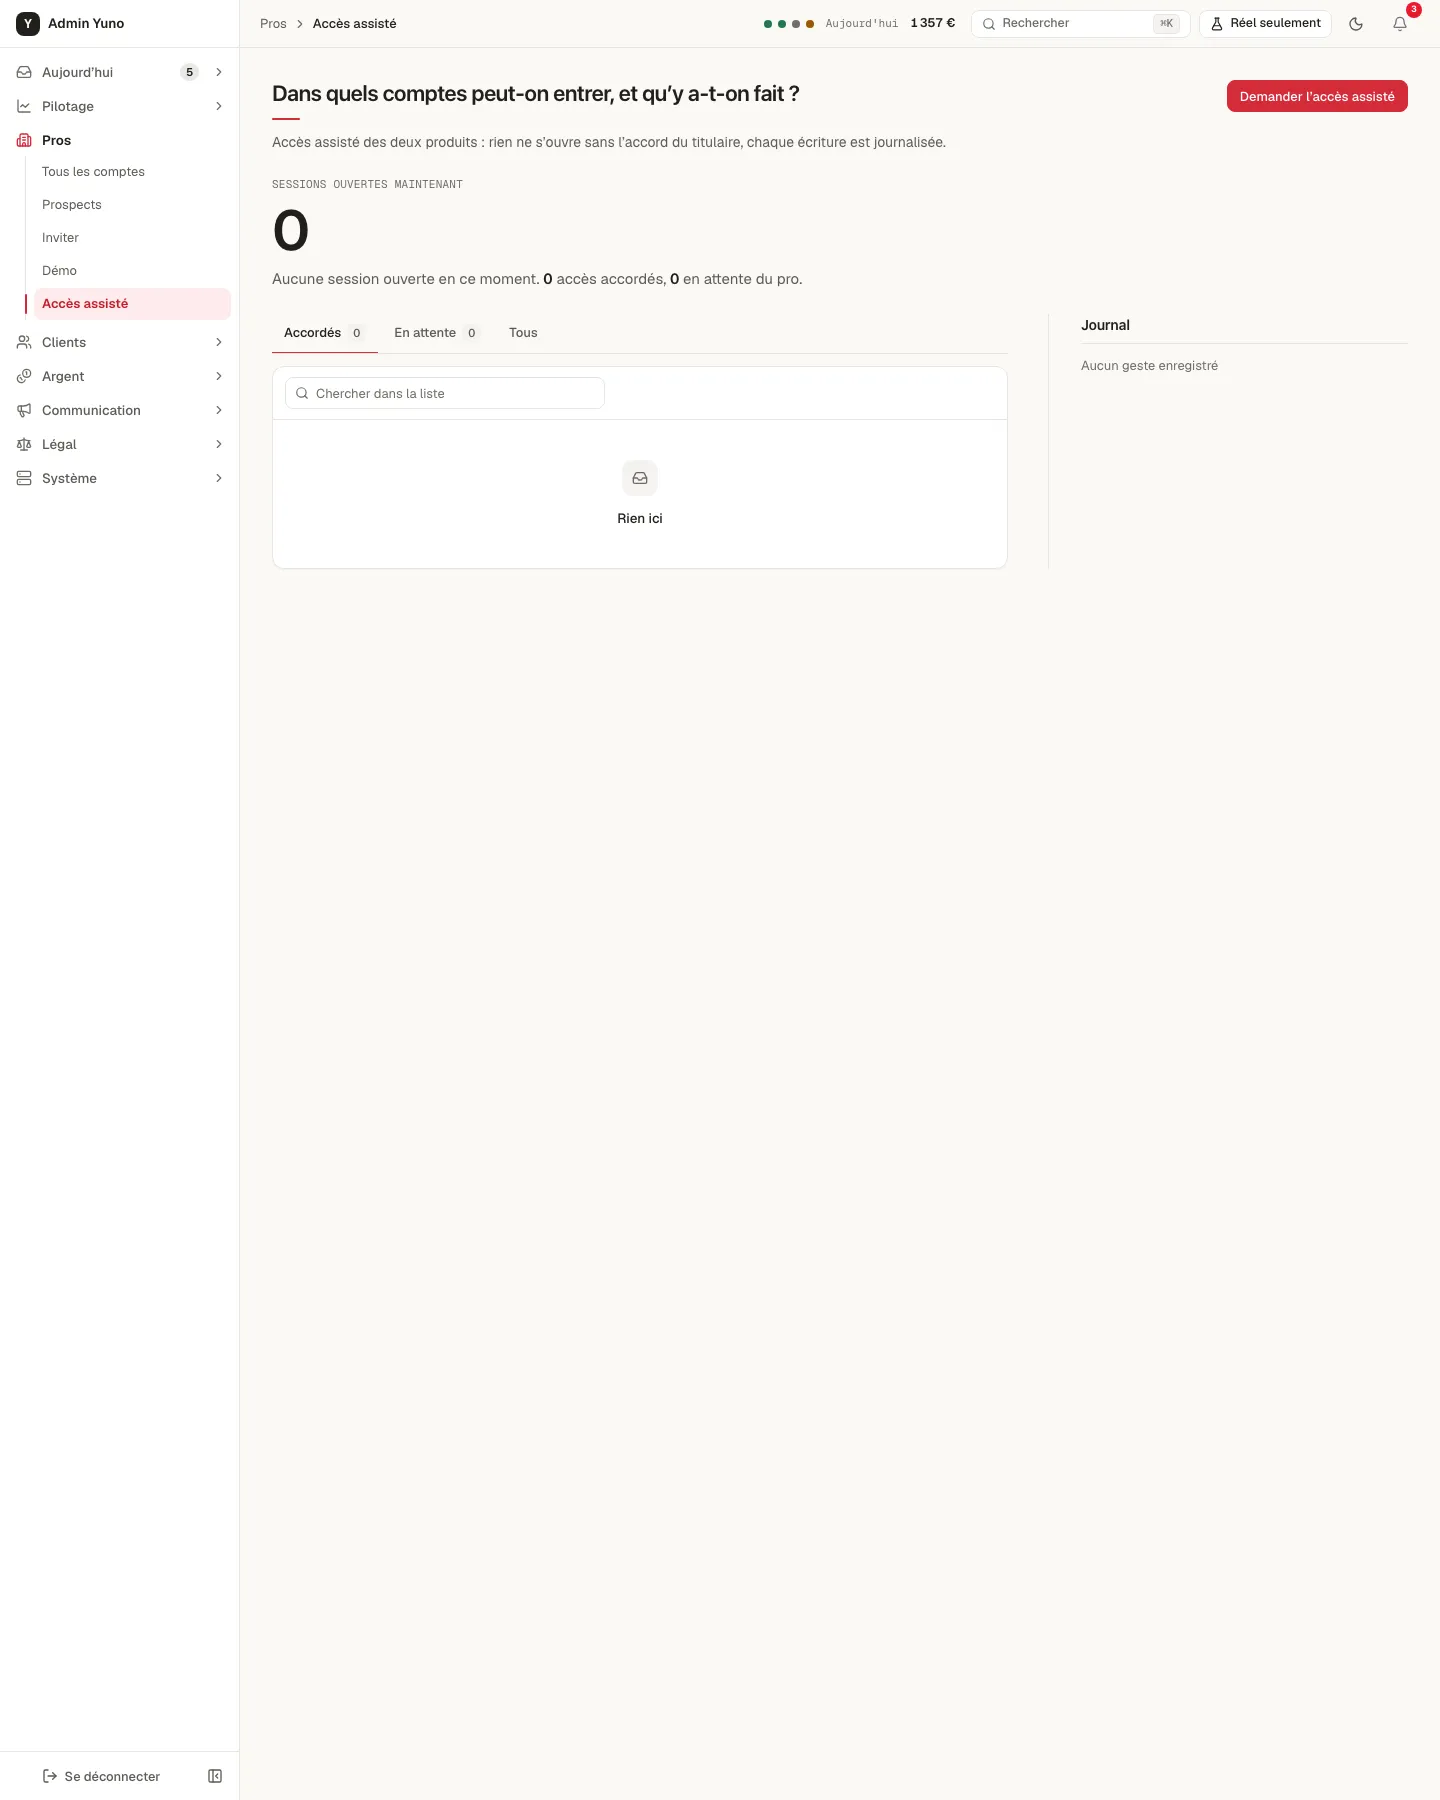 Y Admin Yuno
Pros > Accès assisté
Aujourd'hui 1 357 €
Rechercher ⌘K
Réel seulement
3
Aujourd’hui 5
Pilotage
Pros
Tous les comptes
Prospects
Inviter
Démo
Accès assisté
Clients
Argent
Communication
Légal
Système
Se déconnecter
Dans quels comptes peut-on entrer, et qu’y a-t-on fait ?
Demander l’accès assisté
Accès assisté des deux produits : rien ne s’ouvre sans l’accord du titulaire, chaque écriture est journalisée.
SESSIONS OUVERTES MAINTENANT
0
Aucune session ouverte en ce moment. 0 accès accordés, 0 en attente du pro.
Accordés 0 En attente 0 Tous
Chercher dans la liste
Rien ici
Journal
Aucun geste enregistré